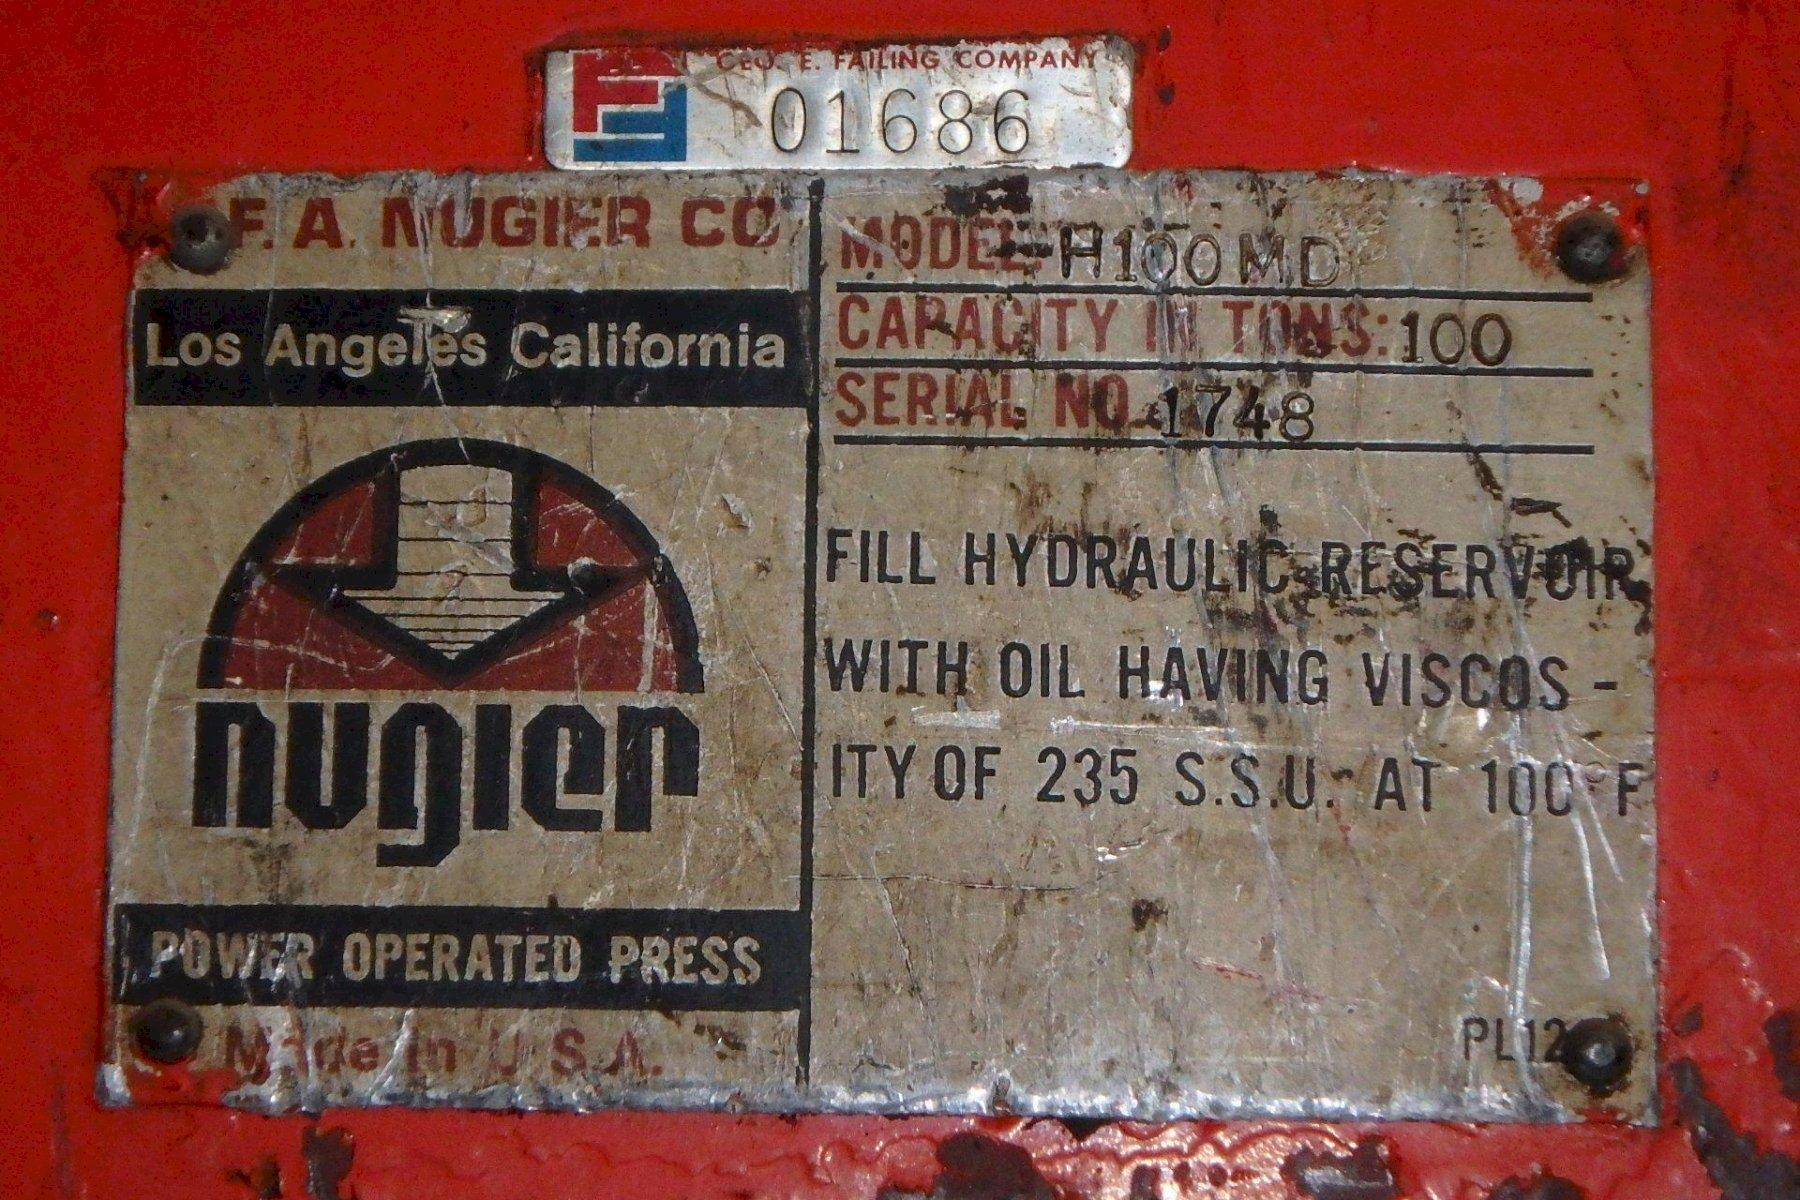 GEO. E. FAILING COMPANY
01686
F. A. NUGIER CO
Los Angeles California
nugier
POWER OPERATED PRESS
Made in U.S.A.
MODEL: H100MD
CAPACITY IN TONS: 100
SERIAL NO. 1748
FILL HYDRAULIC RESERVOIR
WITH OIL HAVING VISCOS -
ITY OF 235 S.S.U. AT 100° F
PL12